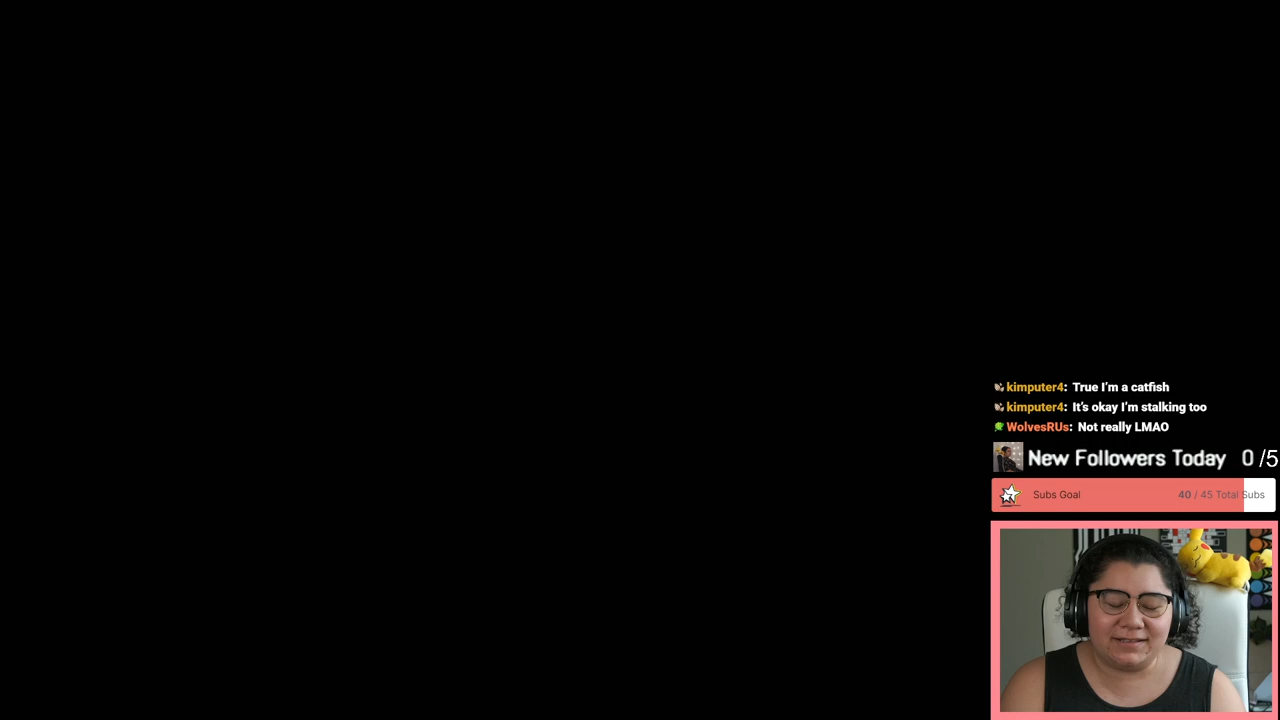 kimputer4: True I'm a catfish
kimputer4: It's okay I'm stalking too
WolvesRUs: Not really LMAO
New Followers Today 0 /5
Subs Goal 40 / 45 Total Subs